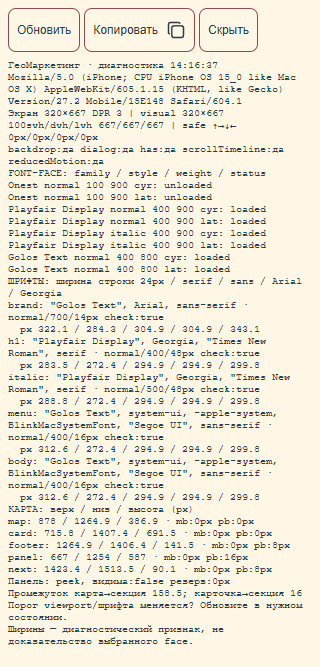 Обновить
Копировать
Скрыть
ГеоМаркетинг · диагностика 14:16:37
Mozilla/5.0 (iPhone; CPU iPhone OS 15_0 like Mac
OS X) AppleWebKit/605.1.15 (KHTML, like Gecko)
Version/27.2 Mobile/15E148 Safari/604.1
Экран 320×667 DPR 3 | visual 320×667
100svh/dvh/lvh 667/667/667 | safe ↑→↓←
0px/0px/0px/0px
backdrop:да dialog:да has:да scrollTimeline:да
reducedMotion:да
FONT-FACE: family / style / weight / status
Onest normal 100 900 cyr: unloaded
Onest normal 100 900 lat: unloaded
Playfair Display normal 400 900 cyr: loaded
Playfair Display normal 400 900 lat: loaded
Playfair Display italic 400 900 cyr: loaded
Playfair Display italic 400 900 lat: loaded
Golos Text normal 400 800 cyr: loaded
Golos Text normal 400 800 lat: loaded
ШРИФТЫ: ширина строки 24px / serif / sans / Arial
/ Georgia
brand: "Golos Text", Arial, sans-serif ·
normal/700/14px check:true
px 322.1 / 284.3 / 304.9 / 304.9 / 343.1
h1: "Playfair Display", Georgia, "Times New
Roman", serif · normal/400/48px check:true
px 283.5 / 272.4 / 294.9 / 294.9 / 299.8
italic: "Playfair Display", Georgia, "Times New
Roman", serif · normal/500/48px check:true
px 288.8 / 272.4 / 294.9 / 294.9 / 299.8
menu: "Golos Text", system-ui, -apple-system,
BlinkMacSystemFont, "Segoe UI", sans-serif ·
normal/400/16px check:true
px 312.6 / 272.4 / 294.9 / 294.9 / 299.8
body: "Golos Text", system-ui, -apple-system,
BlinkMacSystemFont, "Segoe UI", sans-serif ·
normal/400/16px check:true
px 312.6 / 272.4 / 294.9 / 294.9 / 299.8
КАРТА: верх / низ / высота (px)
map: 878 / 1264.9 / 386.9 · mb:0px pb:0px
card: 715.8 / 1407.4 / 691.5 · mb:0px pb:0px
footer: 1264.9 / 1406.4 / 141.5 · mb:0px pb:8px
panel: 667 / 1254 / 587 · mb:0px pb:16px
next: 1423.4 / 1513.5 / 90.1 · mb:0px pb:8px
Панель: peek, видима:false резерв:0px
Промежуток карта→секция 158.5; карточка→секция 16
Порог viewport/шрифта меняется? Обновите в нужном
состоянии.
Ширины — диагностический признак, не
доказательство выбранного face.